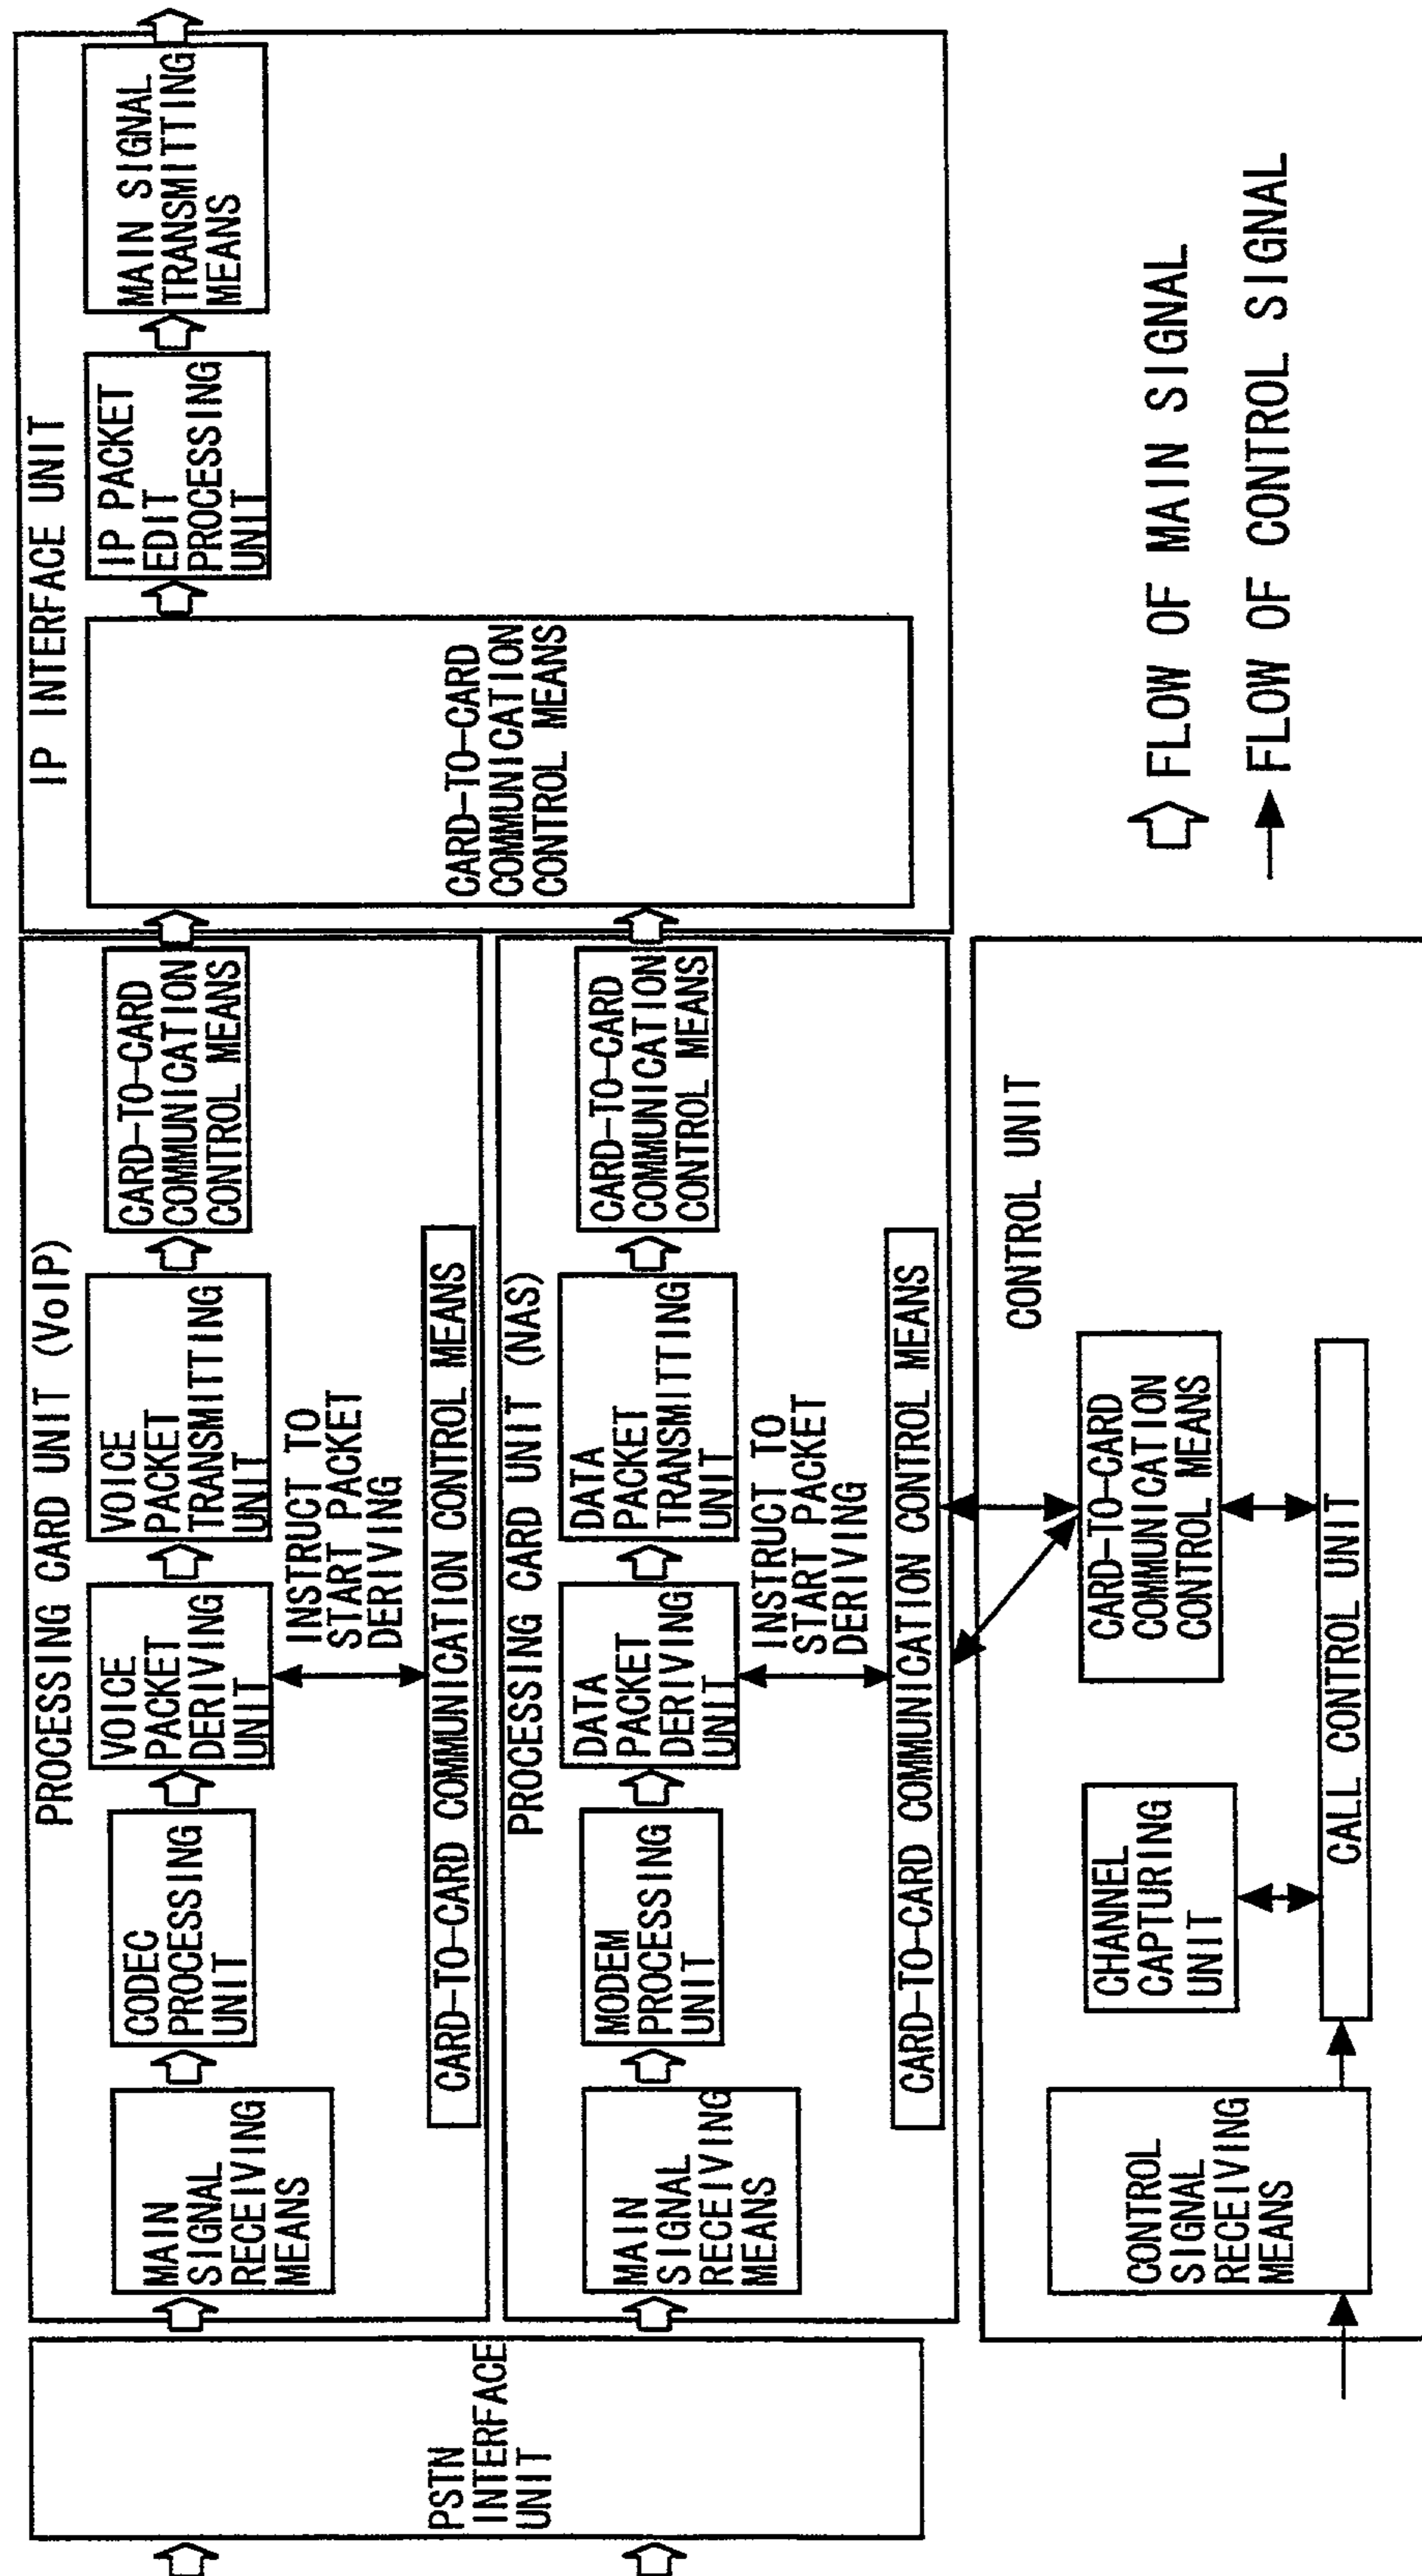 PSTN
INTERFACE
UNIT
PROCESSING CARD UNIT (VoIP)
MAIN
SIGNAL
RECEIVING
MEANS
CODEC
PROCESSING
UNIT
VOICE
PACKET
DERIVING
UNIT
VOICE
PACKET
TRANSMITTING
UNIT
CARD-TO-CARD
COMMUNICATION
CONTROL MEANS
INSTRUCT TO
START PACKET
DERIVING
CARD-TO-CARD COMMUNICATION CONTROL MEANS
PROCESSING CARD UNIT (NAS)
MAIN
SIGNAL
RECEIVING
MEANS
MODEM
PROCESSING
UNIT
DATA
PACKET
DERIVING
UNIT
DATA
PACKET
TRANSMITTING
UNIT
CARD-TO-CARD
COMMUNICATION
CONTROL MEANS
INSTRUCT TO
START PACKET
DERIVING
CARD-TO-CARD COMMUNICATION CONTROL MEANS
IP INTERFACE UNIT
CARD-TO-CARD
COMMUNICATION
CONTROL MEANS
IP PACKET
EDIT
PROCESSING
UNIT
MAIN SIGNAL
TRANSMITTING
MEANS
CONTROL UNIT
CONTROL
SIGNAL
RECEIVING
MEANS
CHANNEL
CAPTURING
UNIT
CARD-TO-CARD
COMMUNICATION
CONTROL MEANS
CALL CONTROL UNIT
FLOW OF MAIN SIGNAL
FLOW OF CONTROL SIGNAL